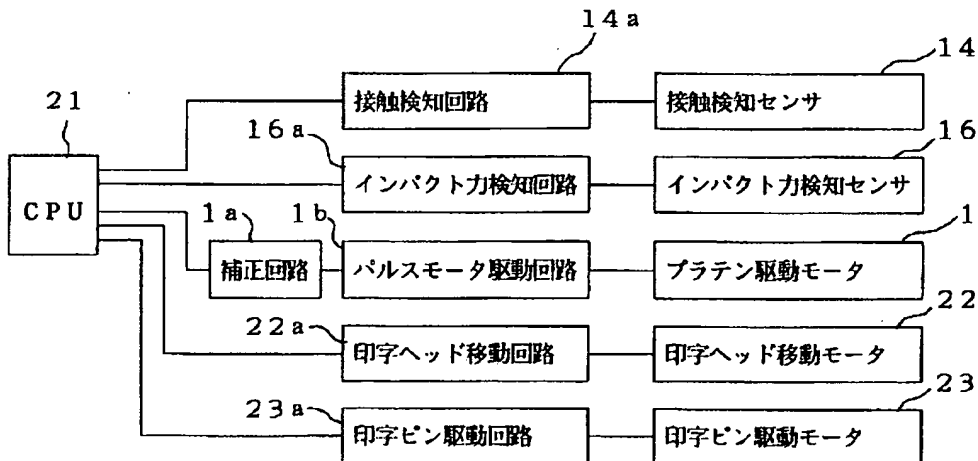 14a
14
21
接触検知回路
接触検知センサ
16a
16
CPU
インパクト力検知回路
インパクト力検知センサ
1a
1b
1
補正回路
パルスモータ駆動回路
プラテン駆動モータ
22a
22
印字ヘッド移動回路
印字ヘッド移動モータ
23a
23
印字ピン駆動回路
印字ピン駆動モータ